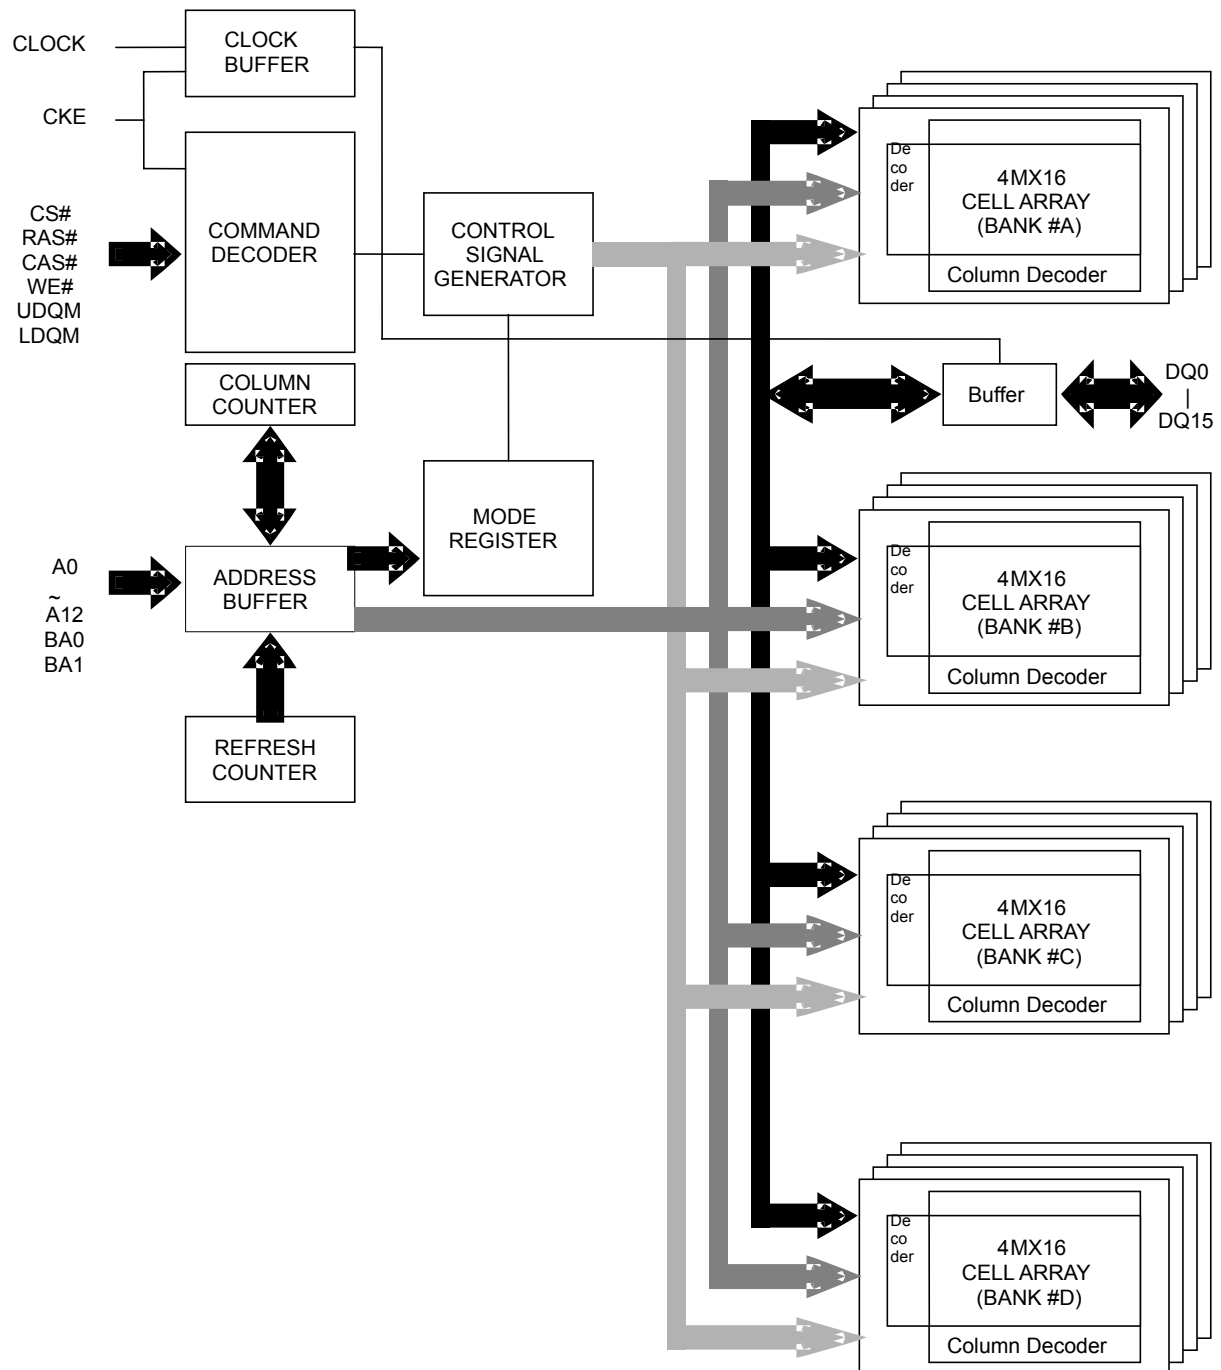 CLOCK
CLOCK
BUFFER
CKE
CS#
RAS#
CAS#
WE#
UDQM
LDQM
COMMAND
DECODER
CONTROL
SIGNAL
GENERATOR
COLUMN
COUNTER
MODE
REGISTER
A0
~
A12
BA0
BA1
ADDRESS
BUFFER
REFRESH
COUNTER
De
co
der
4MX16
CELL ARRAY
(BANK #A)
Column Decoder
Buffer
DQ0
|
DQ15
De
co
der
4MX16
CELL ARRAY
(BANK #B)
Column Decoder
De
co
der
4MX16
CELL ARRAY
(BANK #C)
Column Decoder
De
co
der
4MX16
CELL ARRAY
(BANK #D)
Column Decoder